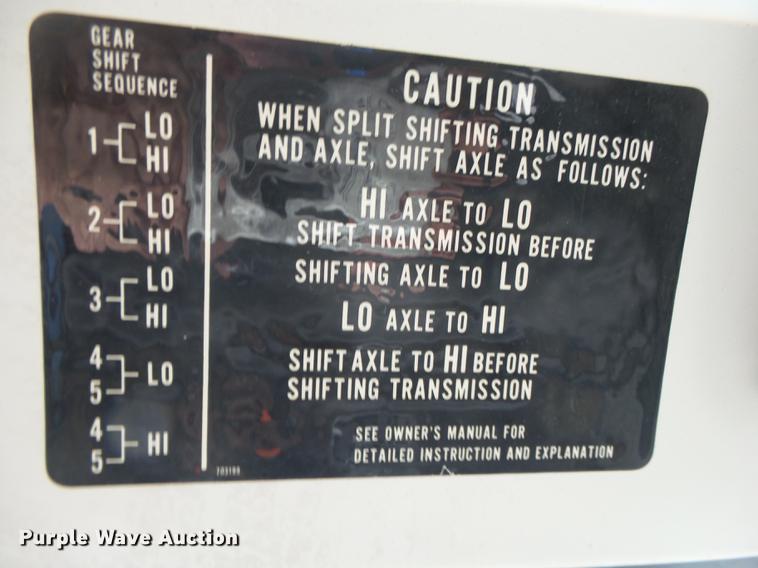 GEAR
SHIFT
SEQUENCE
1 LO
HI
2 LO
HI
3 LO
HI
4
5 LO
4
5 HI
CAUTION
WHEN SPLIT SHIFTING TRANSMISSION
AND AXLE, SHIFT AXLE AS FOLLOWS:
HI AXLE TO LO
SHIFT TRANSMISSION BEFORE
SHIFTING AXLE TO LO
LO AXLE TO HI
SHIFT AXLE TO HI BEFORE
SHIFTING TRANSMISSION
SEE OWNER'S MANUAL FOR
DETAILED INSTRUCTION AND EXPLANATION
Purple Wave Auction